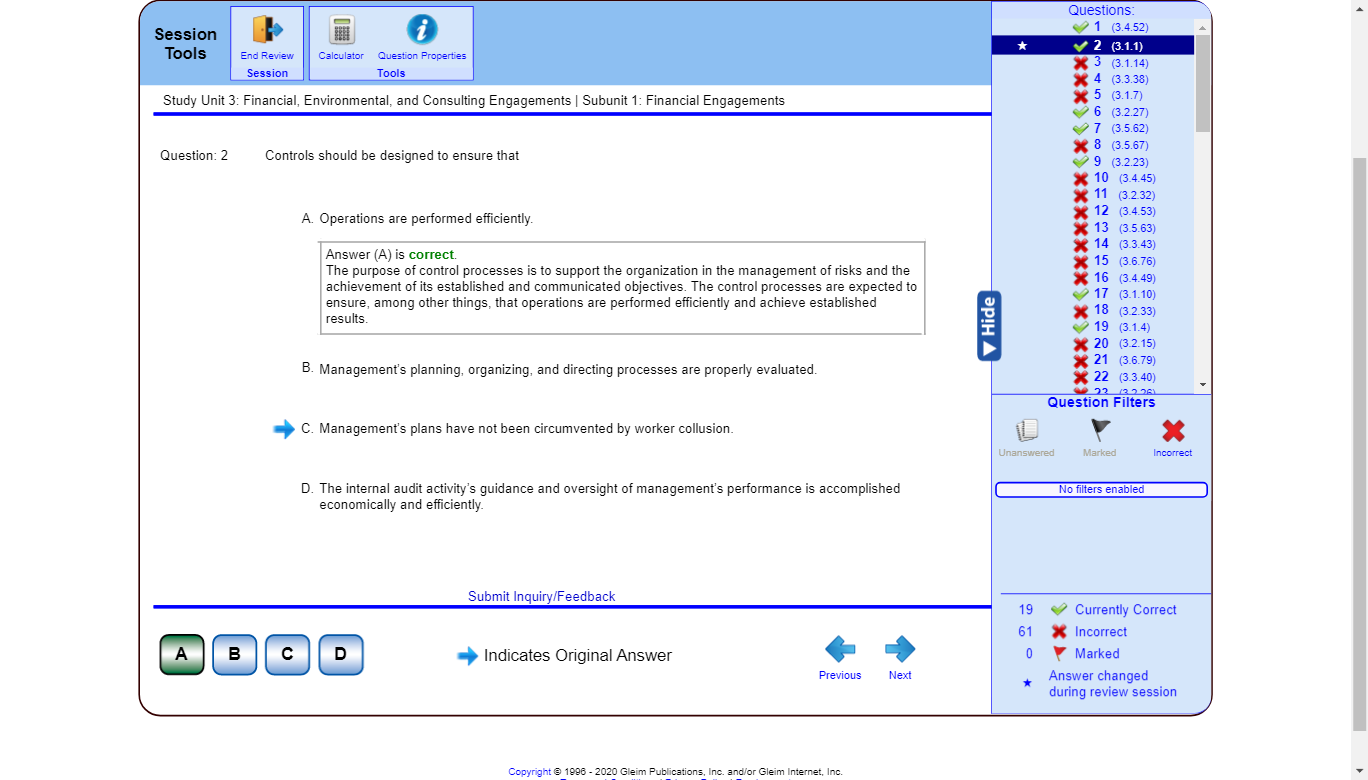 Session
Tools
End Review
Session
Calculator
Question Properties
Tools
Study Unit 3: Financial, Environmental, and Consulting Engagements | Subunit 1: Financial Engagements
Question: 2
Controls should be designed to ensure that
A. Operations are performed efficiently.
Answer (A) is correct.
The purpose of control processes is to support the organization in the management of risks and the
achievement of its established and communicated objectives. The control processes are expected to
ensure, among other things, that operations are performed efficiently and achieve established
results.
B. Management's planning, organizing, and directing processes are properly evaluated.
C. Management's plans have not been circumvented by worker collusion.
D. The internal audit activity's guidance and oversight of management's performance is accomplished
economically and efficiently.
Submit Inquiry/Feedback
A
B
C
D
Indicates Original Answer
Previous
Next
Hide
Questions:
1 (3.4.52)
2 (3.1.1)
3 (3.1.14)
4 (3.3.38)
5 (3.1.7)
6 (3.2.27)
7 (3.5.62)
8 (3.5.67)
9 (3.2.23)
10 (3.4.45)
11 (3.2.32)
12 (3.4.53)
13 (3.5.63)
14 (3.3.43)
15 (3.6.76)
16 (3.4.49)
17 (3.1.10)
18 (3.2.33)
19 (3.1.4)
20 (3.2.15)
21 (3.6.79)
22 (3.3.40)
23 (3.2.26)
Question Filters
Unanswered
Marked
Incorrect
No filters enabled
19 Currently Correct
61 Incorrect
0 Marked
Answer changed
during review session
Copyright © 1996 - 2020 Gleim Publications, Inc. and/or Gleim Internet, Inc.